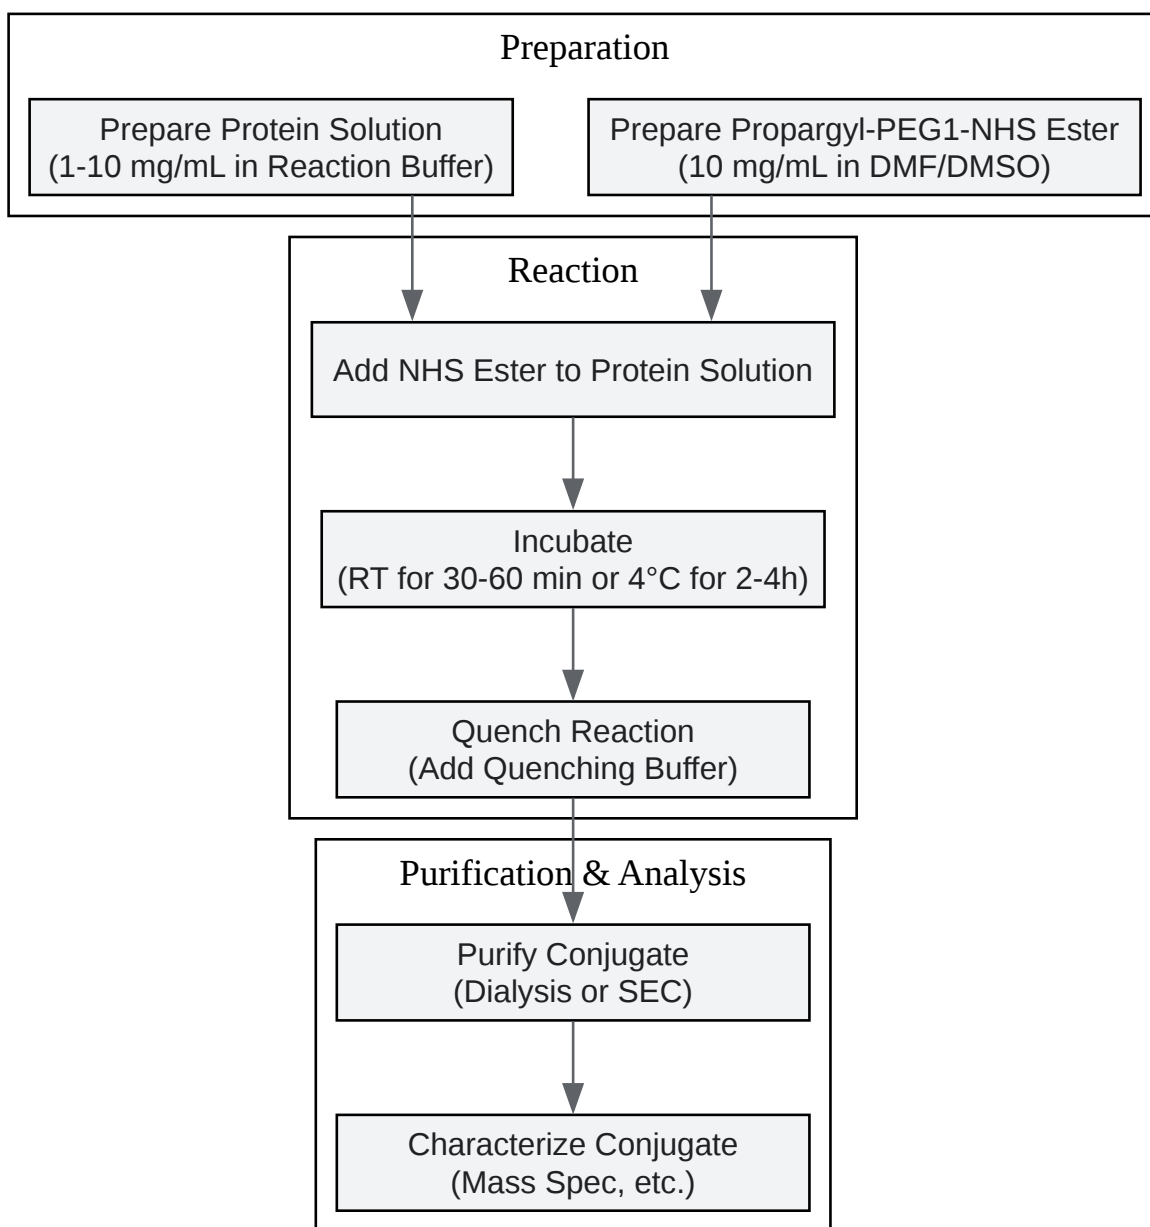 Preparation
Prepare Protein Solution
(1-10 mg/mL in Reaction Buffer)
Prepare Propargyl-PEG1-NHS Ester
(10 mg/mL in DMF/DMSO)
Reaction
Add NHS Ester to Protein Solution
Incubate
(RT for 30-60 min or 4°C for 2-4h)
Quench Reaction
(Add Quenching Buffer)
Purification & Analysis
Purify Conjugate
(Dialysis or SEC)
Characterize Conjugate
(Mass Spec, etc.)